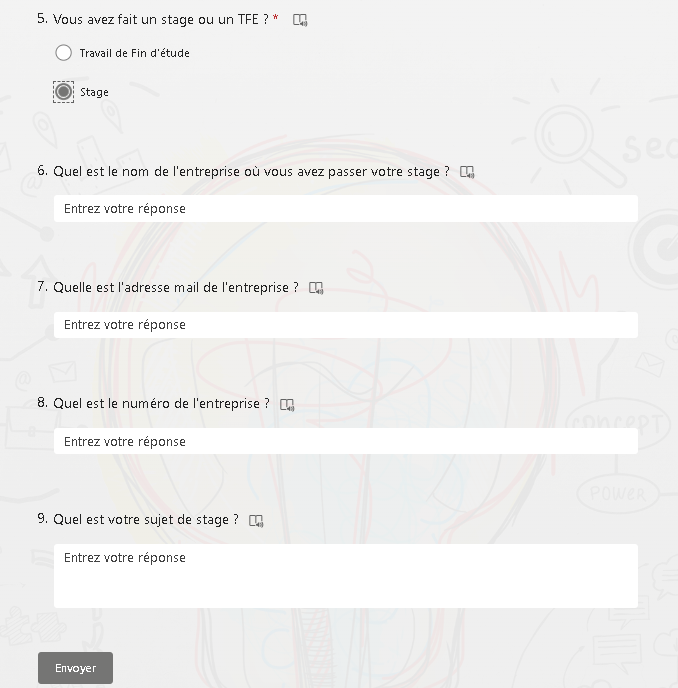 5. Vous avez fait un stage ou un TFE ? *
Travail de Fin d'étude
Stage
6. Quel est le nom de l'entreprise où vous avez passer votre stage ?
Entrez votre réponse
7. Quelle est l'adresse mail de l'entreprise ?
Entrez votre réponse
8. Quel est le numéro de l'entreprise ?
Entrez votre réponse
CONCEPT
POWER
9. Quel est votre sujet de stage ?
Entrez votre réponse
Envoyer